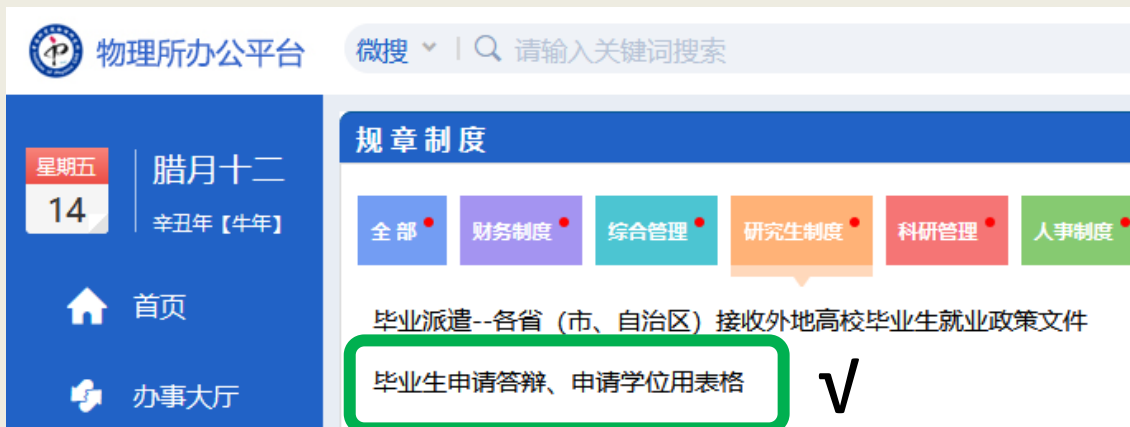 物理所办公平台
微搜
请输入关键词搜索
规章制度
星期五
14
腊月十二
辛丑年【牛年】
全部
财务制度
综合管理
研究生制度
科研管理
人事制度
首页
毕业派遣--各省（市、自治区）接收外地高校毕业生就业政策文件
办事大厅
毕业生申请答辩、申请学位用表格
√